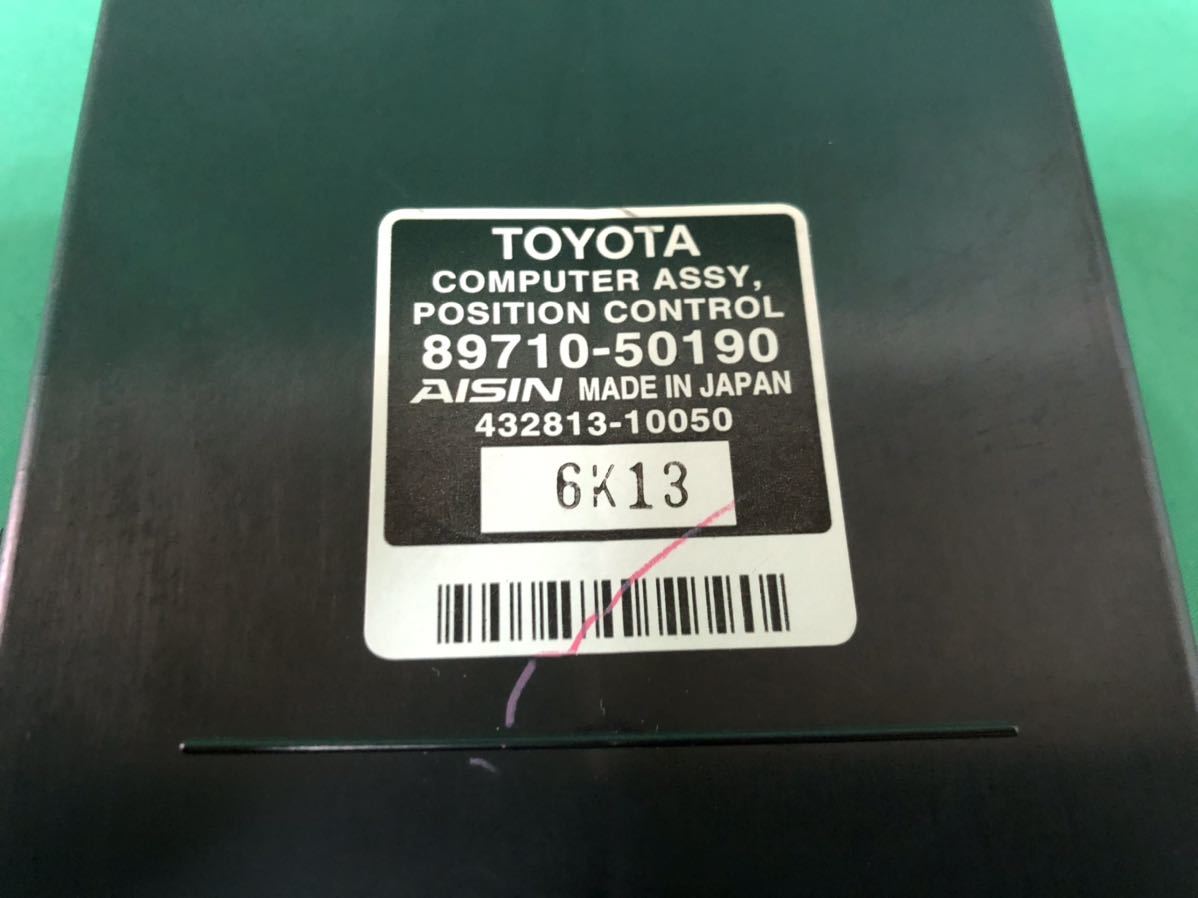 TOYOTA
COMPUTER ASSY,
POSITION CONTROL
89710-50190
AISIN MADE IN JAPAN
432813-10050
6K13